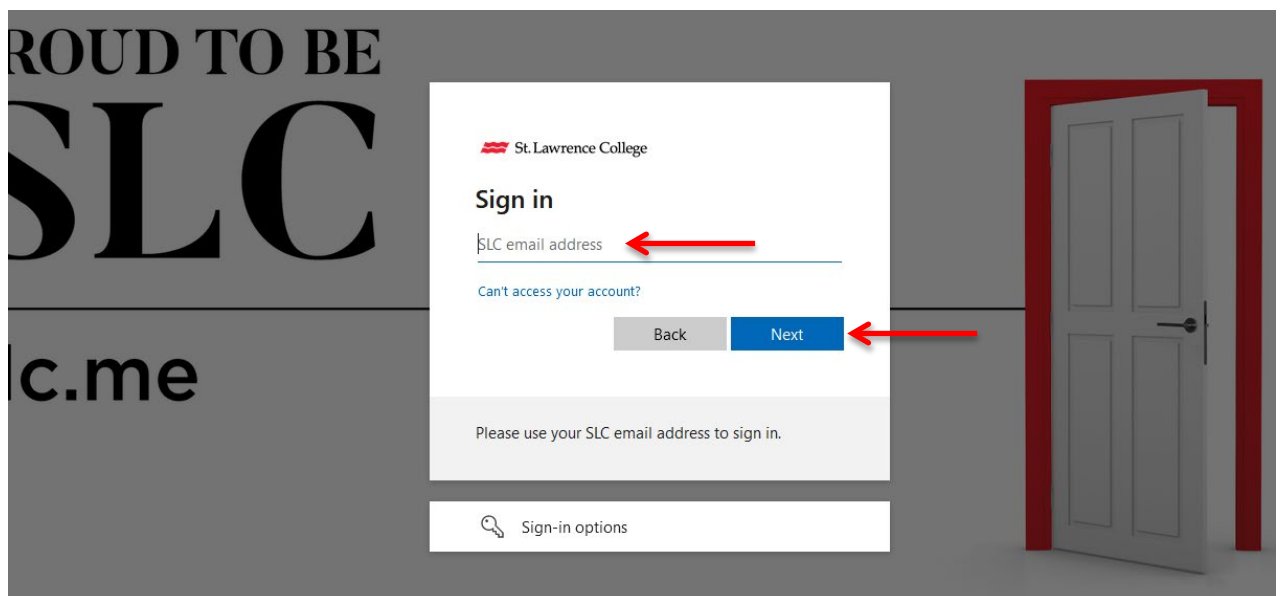 ROUD TO BE
SLC
lc.me
St. Lawrence College
Sign in
SLC email address
Can't access your account?
Back Next
Please use your SLC email address to sign in.
Sign-in options